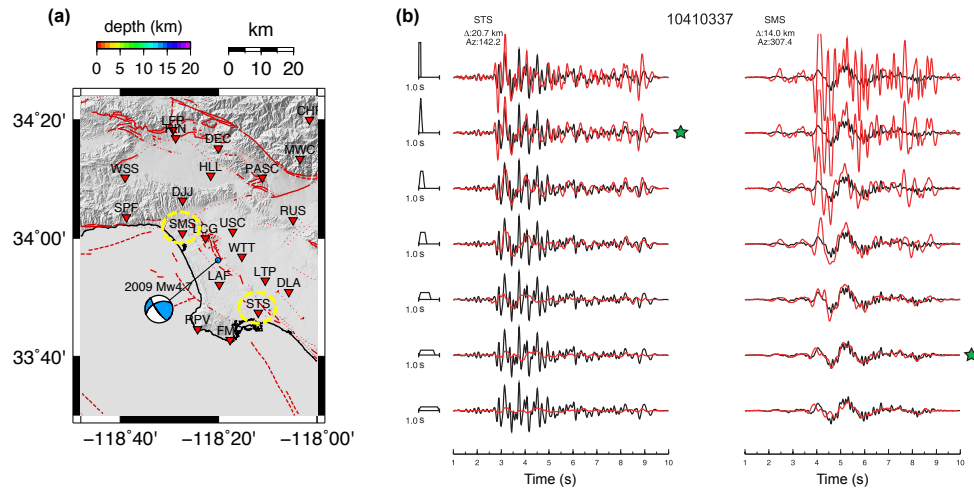 (a)
depth (km)
0 5 10 15 20
km
0 10 20
34°20'
34°00'
33°40'
−118°40'
−118°20'
−118°00'
CHF
LFP
DEC
MWC
WSS
HLL
PASC
DJJ
SPF
RUS
SMS
LCG
USC
WTT
2009 Mw4.7
LAF
LTP
DLA
STS
RPV
FMP
(b)
STS
Δ:20.7 km
Az:142.2
10410337
SMS
Δ:14.0 km
Az:307.4
1.0 S
1.0 S
1.0 S
1.0 S
1.0 S
1.0 S
1.0 S
1 2 3 4 5 6 7 8 9 10
Time (s)
1 2 3 4 5 6 7 8 9 10
Time (s)